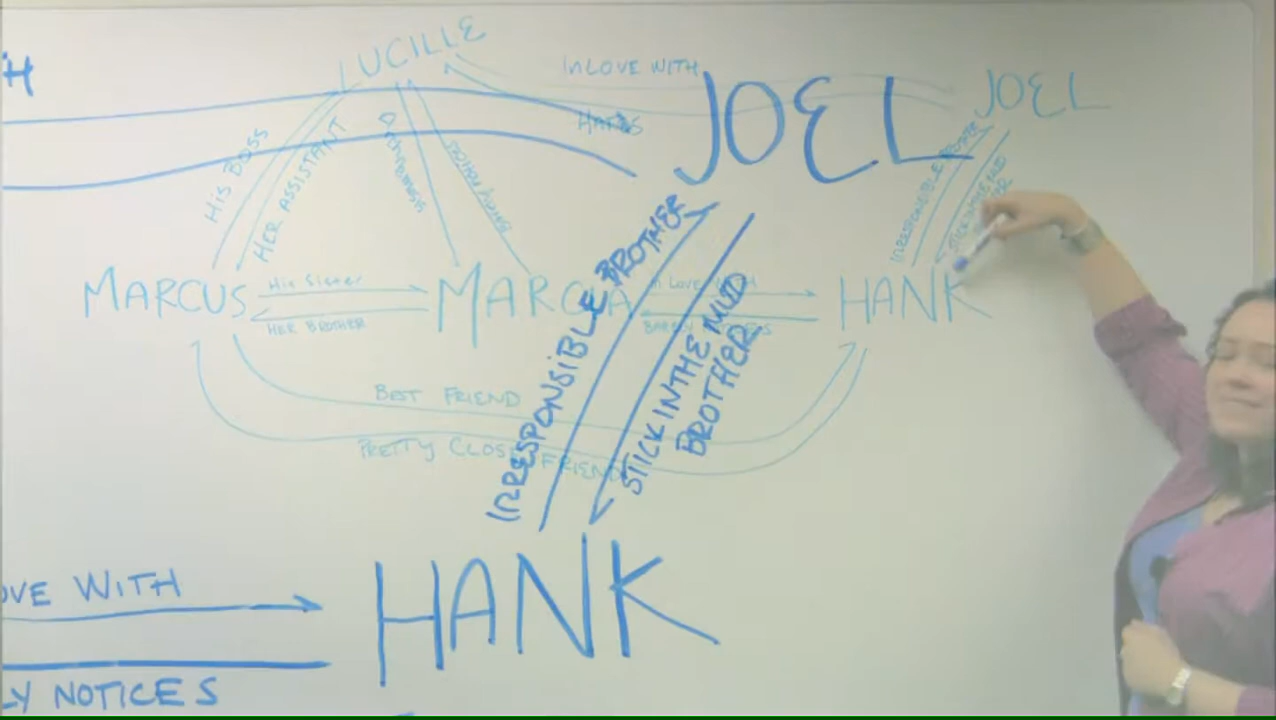 H
LUCILLE
IN LOVE WITH
HATES
JOEL
JOEL
HIS BOSS
HER ASSISTANT
IRRESPONSIBLE BROTHER
STICK IN THE MUD
IRRESPONSIBLE BROTHER
STICK IN THE MUD
BROTHER
MARCUS
His Sister
HER BROTHER
MARCIA
HANK
BEST FRIEND
PRETTY CLOSE FRIEND
HANK
OVE WITH
LY NOTICES